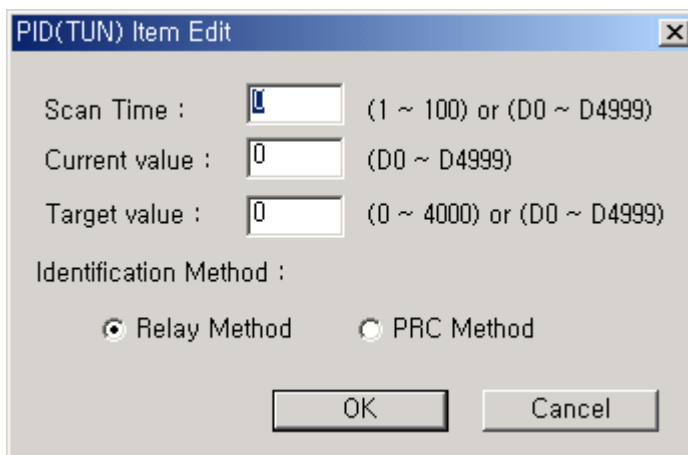 PID(TUN) Item Edit
Scan Time : 0 (1 ~ 100) or (D0 ~ D4999)
Current value : 0 (D0 ~ D4999)
Target value : 0 (0 ~ 4000) or (D0 ~ D4999)
Identification Method :
Relay Method PRC Method
OK Cancel